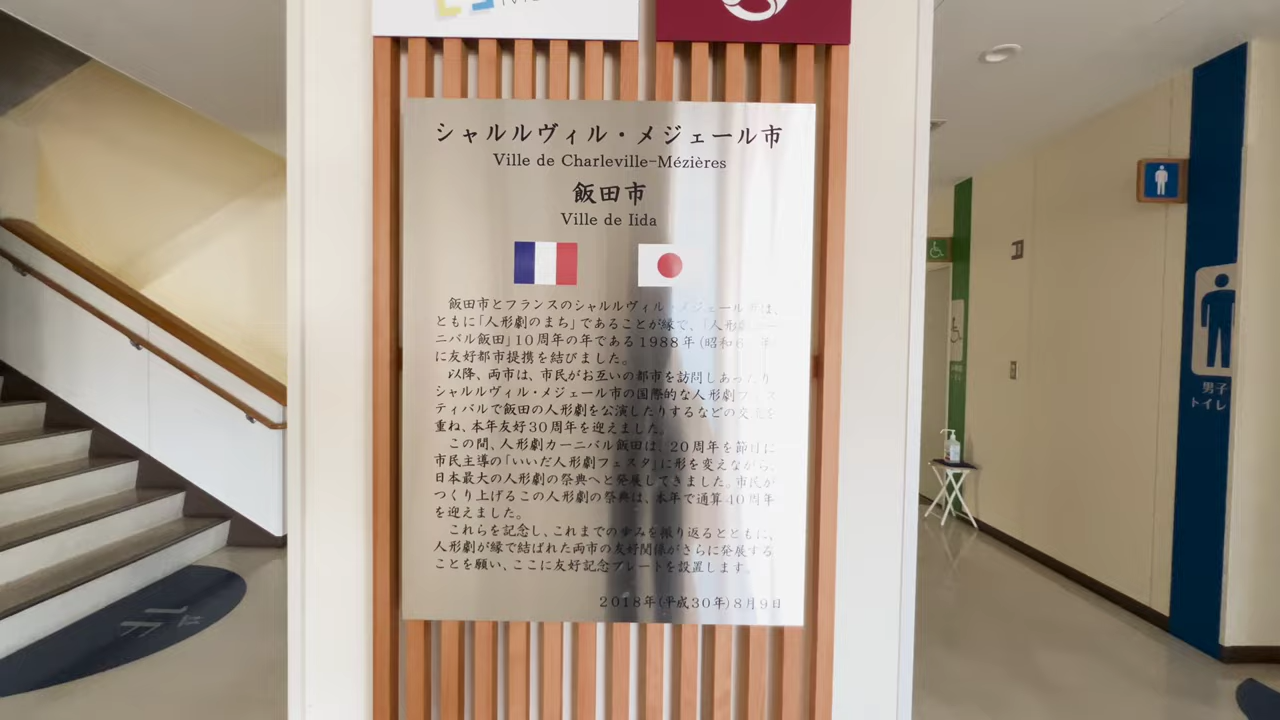 シャルルヴィル・メジェール市
Ville de Charleville-Mézières
飯田市
Ville de Iida
飯田市とフランスのシャルルヴィル・メジェール市は、
ともに「人形劇のまち」であることが縁で、「人形劇カー
ニバル飯田」10周年の年である1988年(昭和6 年)
に友好都市提携を結びました。
以降、両市は、市民がお互いの都市を訪問しあったり
シャルルヴィル・メジェール市の国際的な人形劇フェス
ティバルで飯田の人形劇を公演したりするなどの交流を
重ね、本年友好30周年を迎えました。
この間、人形劇カーニバル飯田は、20周年を節目に
市民主導の「いいだ人形劇フェスタ」に形を変えながら、
日本最大の人形劇の祭典へと発展してきました。市民が
つくり上げるこの人形劇の祭典は、本年で通算40周年
を迎えました。
これらを記念し、これまでの歩みを振り返るとともに、
人形劇が縁で結ばれた両市の友好関係がさらに発展する
ことを願い、ここに友好記念プレートを設置します。
2018年(平成30年)8月9日
男子
トイレ